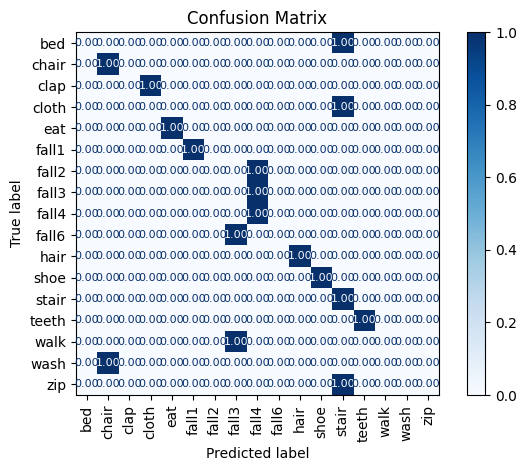 Confusion Matrix
True label
bed 0.00 0.00 0.00 0.00 0.00 0.00 0.00 0.00 0.00 0.00 0.00 0.00 1.00 0.00 0.00 0.00 0.00
chair 0.00 1.00 0.00 0.00 0.00 0.00 0.00 0.00 0.00 0.00 0.00 0.00 0.00 0.00 0.00 0.00 0.00
clap 0.00 0.00 0.00 1.00 0.00 0.00 0.00 0.00 0.00 0.00 0.00 0.00 0.00 0.00 0.00 0.00 0.00
cloth 0.00 0.00 0.00 0.00 0.00 0.00 0.00 0.00 0.00 0.00 0.00 0.00 1.00 0.00 0.00 0.00 0.00
eat 0.00 0.00 0.00 0.00 1.00 0.00 0.00 0.00 0.00 0.00 0.00 0.00 0.00 0.00 0.00 0.00 0.00
fall1 0.00 0.00 0.00 0.00 0.00 1.00 0.00 0.00 0.00 0.00 0.00 0.00 0.00 0.00 0.00 0.00 0.00
fall2 0.00 0.00 0.00 0.00 0.00 0.00 0.00 0.00 1.00 0.00 0.00 0.00 0.00 0.00 0.00 0.00 0.00
fall3 0.00 0.00 0.00 0.00 0.00 0.00 0.00 0.00 1.00 0.00 0.00 0.00 0.00 0.00 0.00 0.00 0.00
fall4 0.00 0.00 0.00 0.00 0.00 0.00 0.00 0.00 1.00 0.00 0.00 0.00 0.00 0.00 0.00 0.00 0.00
fall6 0.00 0.00 0.00 0.00 0.00 0.00 0.00 1.00 0.00 0.00 0.00 0.00 0.00 0.00 0.00 0.00 0.00
hair 0.00 0.00 0.00 0.00 0.00 0.00 0.00 0.00 0.00 0.00 1.00 0.00 0.00 0.00 0.00 0.00 0.00
shoe 0.00 0.00 0.00 0.00 0.00 0.00 0.00 0.00 0.00 0.00 0.00 1.00 0.00 0.00 0.00 0.00 0.00
stair 0.00 0.00 0.00 0.00 0.00 0.00 0.00 0.00 0.00 0.00 0.00 0.00 1.00 0.00 0.00 0.00 0.00
teeth 0.00 0.00 0.00 0.00 0.00 0.00 0.00 0.00 0.00 0.00 0.00 0.00 0.00 1.00 0.00 0.00 0.00
walk 0.00 0.00 0.00 0.00 0.00 0.00 0.00 1.00 0.00 0.00 0.00 0.00 0.00 0.00 0.00 0.00 0.00
wash 0.00 1.00 0.00 0.00 0.00 0.00 0.00 0.00 0.00 0.00 0.00 0.00 0.00 0.00 0.00 0.00 0.00
zip 0.00 0.00 0.00 0.00 0.00 0.00 0.00 0.00 0.00 0.00 0.00 0.00 1.00 0.00 0.00 0.00 0.00
bed chair clap cloth eat fall1 fall2 fall3 fall4 fall6 hair shoe stair teeth walk wash zip
Predicted label
1.0
0.8
0.6
0.4
0.2
0.0